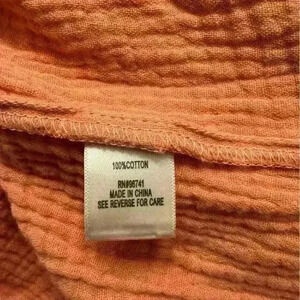 100%COTTON
RN#96741
MADE IN CHINA
SEE REVERSE FOR CARE